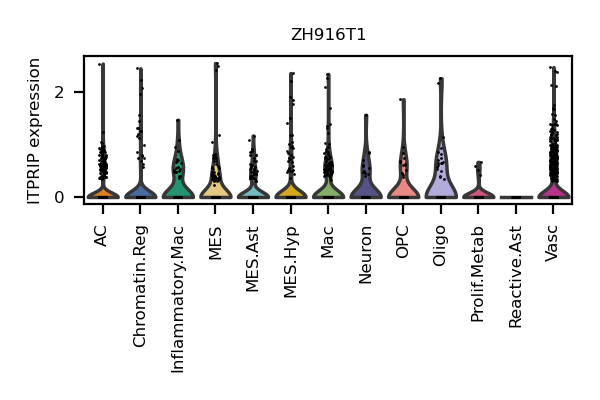 ZH916T1
ITPRIP expression
2
0
AC
Chromatin.Reg
Inflammatory.Mac
MES
MES.Ast
MES.Hyp
Mac
Neuron
OPC
Oligo
Prolif.Metab
Reactive.Ast
Vasc